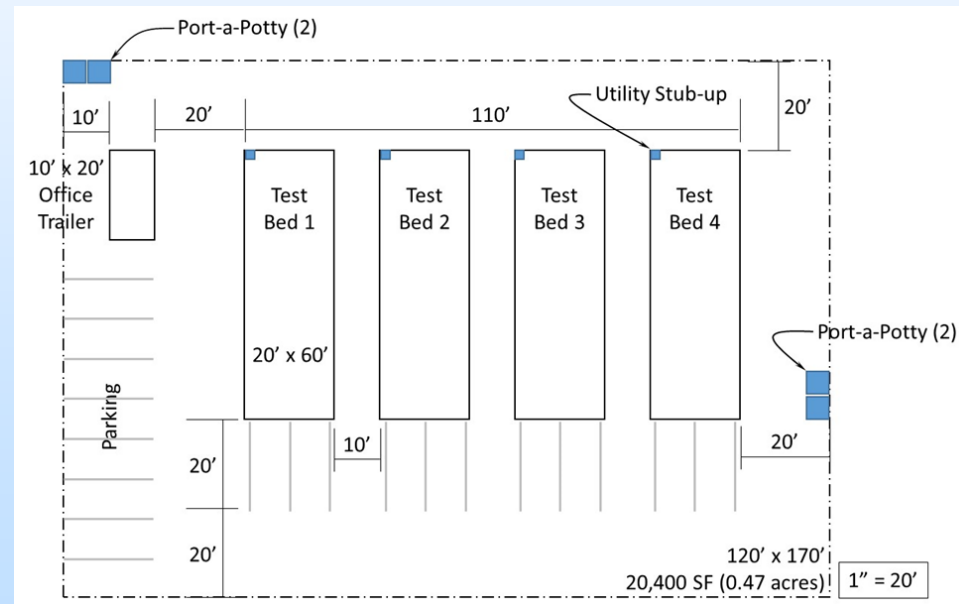 Port-a-Potty (2)
10’
20’
110’
Utility Stub-up
20’
10’ x 20’
Office
Trailer
Test
Bed 1
Test
Bed 2
Test
Bed 3
Test
Bed 4
20’ x 60’
Port-a-Potty (2)
Parking
10’
20’
20’
20’
120’ x 170’
20,400 SF (0.47 acres)
1” = 20’